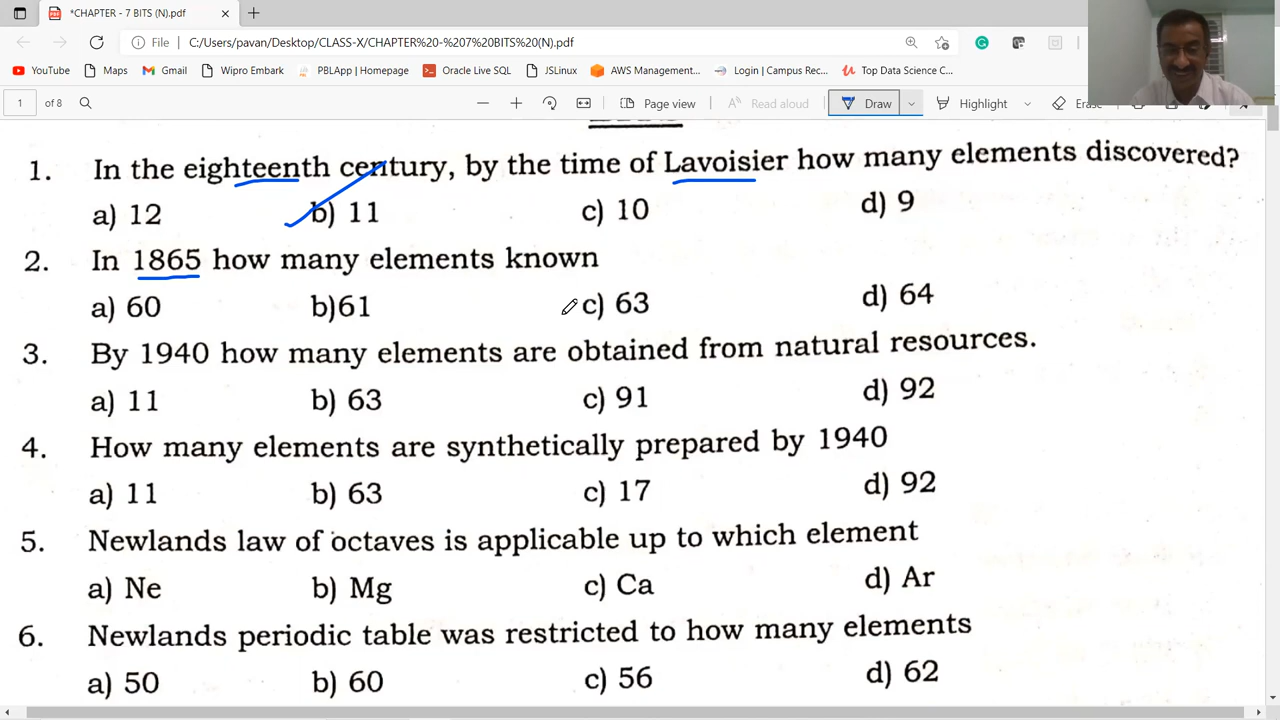 *CHAPTER - 7 BITS (N).pdf
File C:/Users/pavan/Desktop/CLASS-X/CHAPTER%20-%207%20BITS%20(N).pdf
YouTube Maps Gmail Wipro Embark PBLApp | Homepage Oracle Live SQ... JSLinux AWS Management... Login | Campus Rec... Top Data Science C...
1 of 8 Page view Read aloud Draw Highlight Erase
1. In the eighteenth century, by the time of Lavoisier how many elements discovered?
a) 12 b) 11 c) 10 d) 9
2. In 1865 how many elements known
a) 60 b)61 c) 63 d) 64
3. By 1940 how many elements are obtained from natural resources.
a) 11 b) 63 c) 91 d) 92
4. How many elements are synthetically prepared by 1940
a) 11 b) 63 c) 17 d) 92
5. Newlands law of octaves is applicable up to which element
a) Ne b) Mg c) Ca d) Ar
6. Newlands periodic table was restricted to how many elements
a) 50 b) 60 c) 56 d) 62